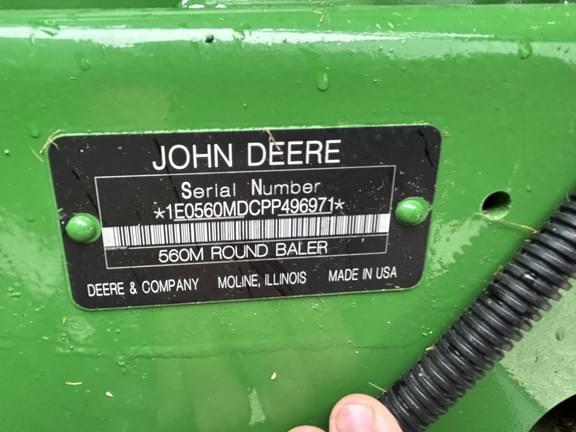 JOHN DEERE
Serial Number
*1E0560MDCPP496971*
560M ROUND BALER
DEERE & COMPANY MOLINE, ILLINOIS MADE IN USA